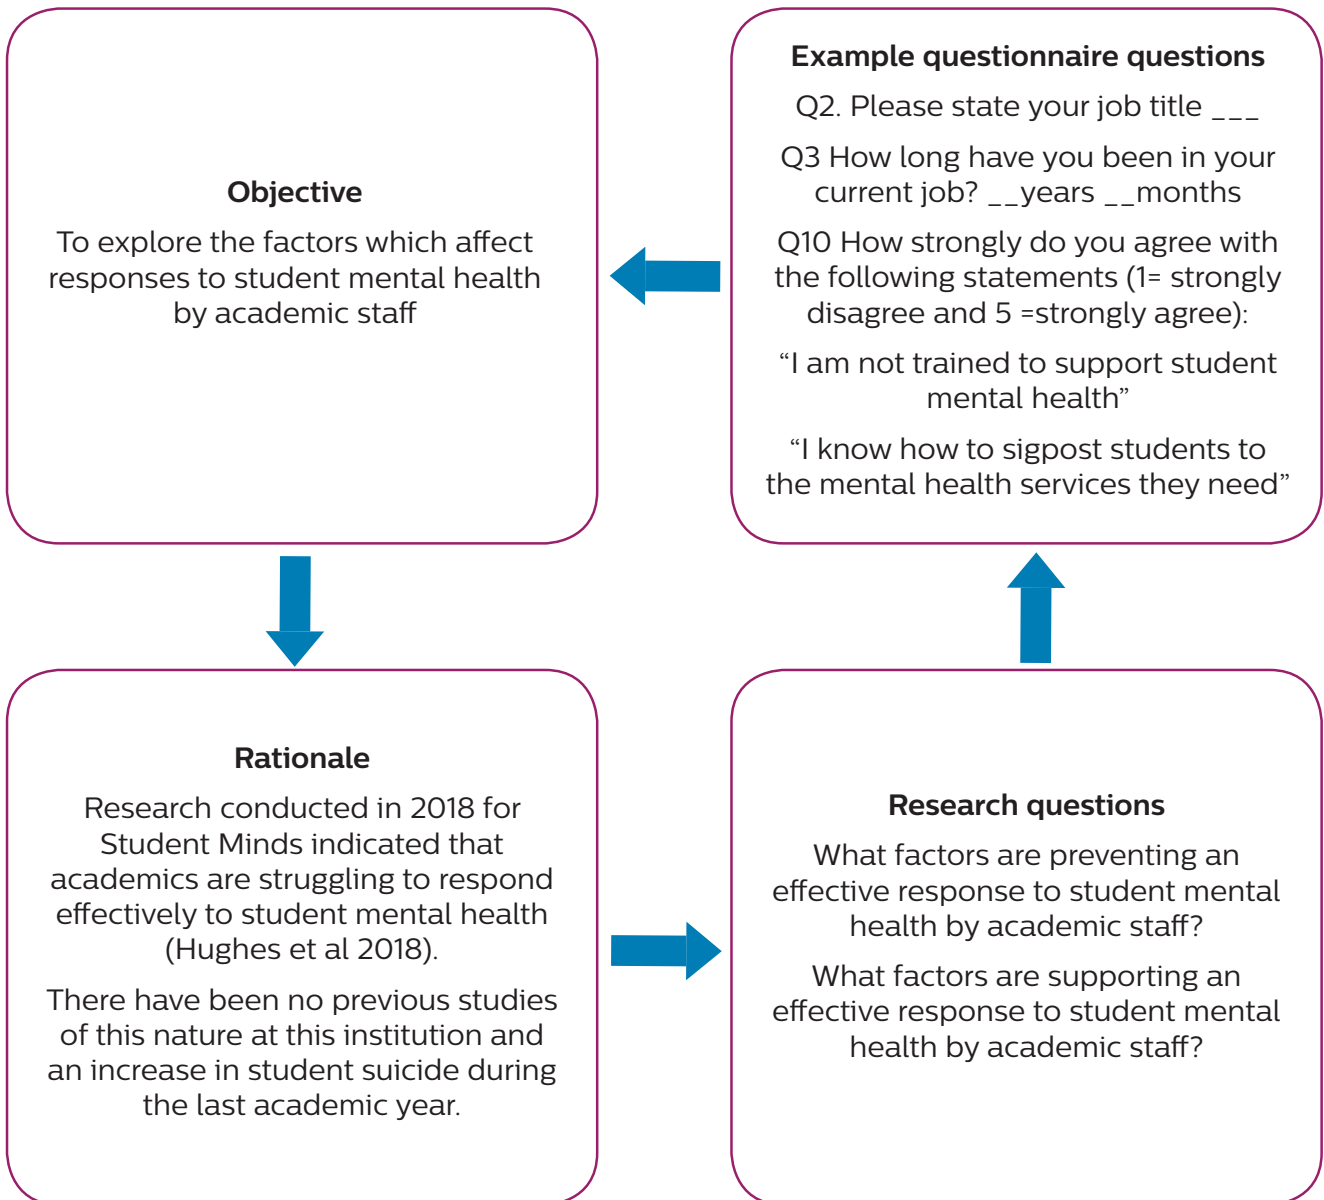 Objective
To explore the factors which affect
responses to student mental health
by academic staff
Example questionnaire questions
Q2. Please state your job title ___
Q3 How long have you been in your
current job? __years __months
Q10 How strongly do you agree with
the following statements (1= strongly
disagree and 5 =strongly agree):
“I am not trained to support student
mental health”
“I know how to sigpost students to
the mental health services they need”
Rationale
Research conducted in 2018 for
Student Minds indicated that
academics are struggling to respond
effectively to student mental health
(Hughes et al 2018).
There have been no previous studies
of this nature at this institution and
an increase in student suicide during
the last academic year.
Research questions
What factors are preventing an
effective response to student mental
health by academic staff?
What factors are supporting an
effective response to student mental
health by academic staff?